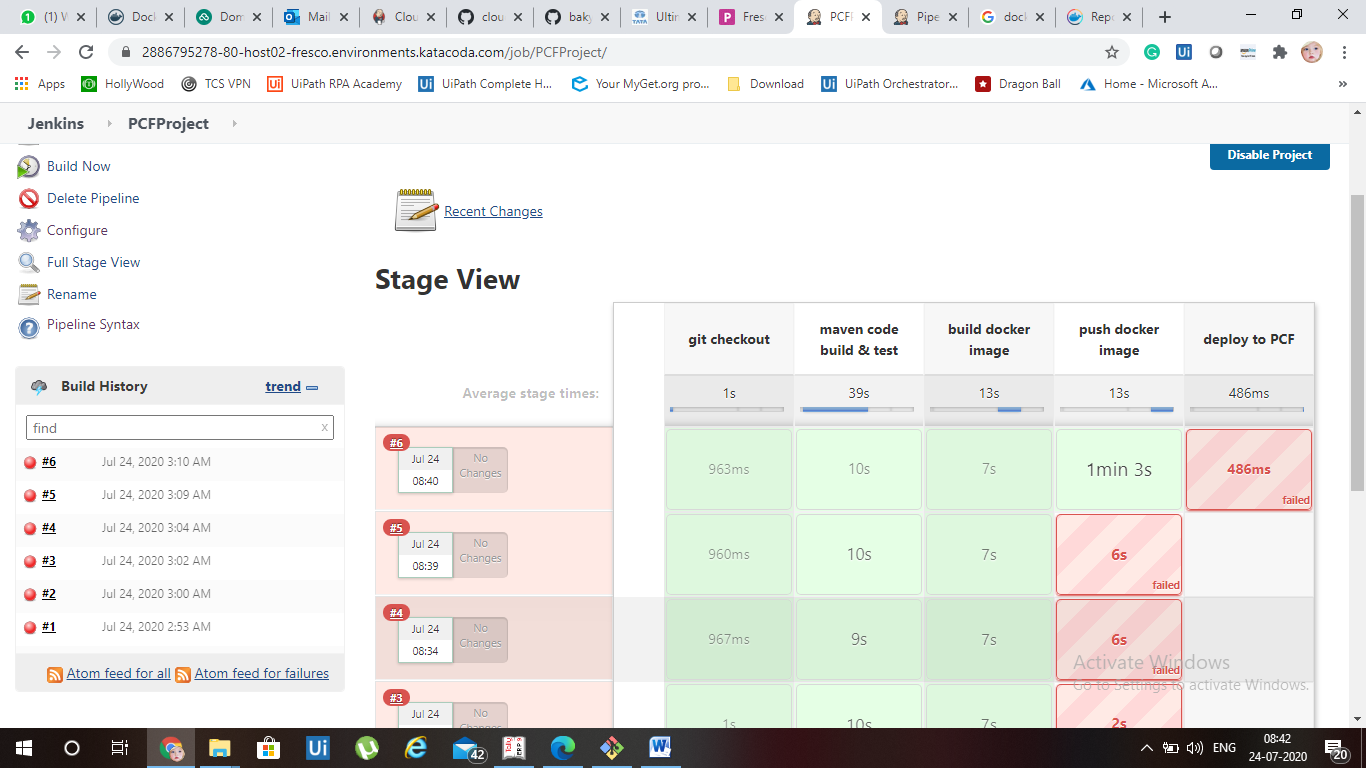 (1) W
Dock
Dom
Mail
Clou
clou
baky
Ultin
Fres
PCFI
Pipe
docl
Repo
2886795278-80-host02-fresco.environments.katacoda.com/job/PCFProject/
Apps
HollyWood
TCS VPN
UiPath RPA Academy
UiPath Complete H...
Your MyGet.org pro...
Download
UiPath Orchestrator...
Dragon Ball
Home - Microsoft A...
Jenkins
PCFProject
Build Now
Delete Pipeline
Configure
Full Stage View
Rename
Pipeline Syntax
Build History
trend
find
x
#6 Jul 24, 2020 3:10 AM
#5 Jul 24, 2020 3:09 AM
#4 Jul 24, 2020 3:04 AM
#3 Jul 24, 2020 3:02 AM
#2 Jul 24, 2020 3:00 AM
#1 Jul 24, 2020 2:53 AM
Atom feed for all
Atom feed for failures
Disable Project
Recent Changes
Stage View
git checkout
maven code
build & test
build docker
image
push docker
image
deploy to PCF
Average stage times:
1s
39s
13s
13s
486ms
#6
Jul 24
08:40
No
Changes
963ms
10s
7s
1min 3s
486ms
failed
#5
Jul 24
08:39
No
Changes
960ms
10s
7s
6s
failed
#4
Jul 24
08:34
No
Changes
967ms
9s
7s
6s
failed
#3
Jul 24
No
Changes
1s
10s
7s
2s
Activate Windows
Go to Settings to activate Windows.
42
ENG
08:42
24-07-2020
20